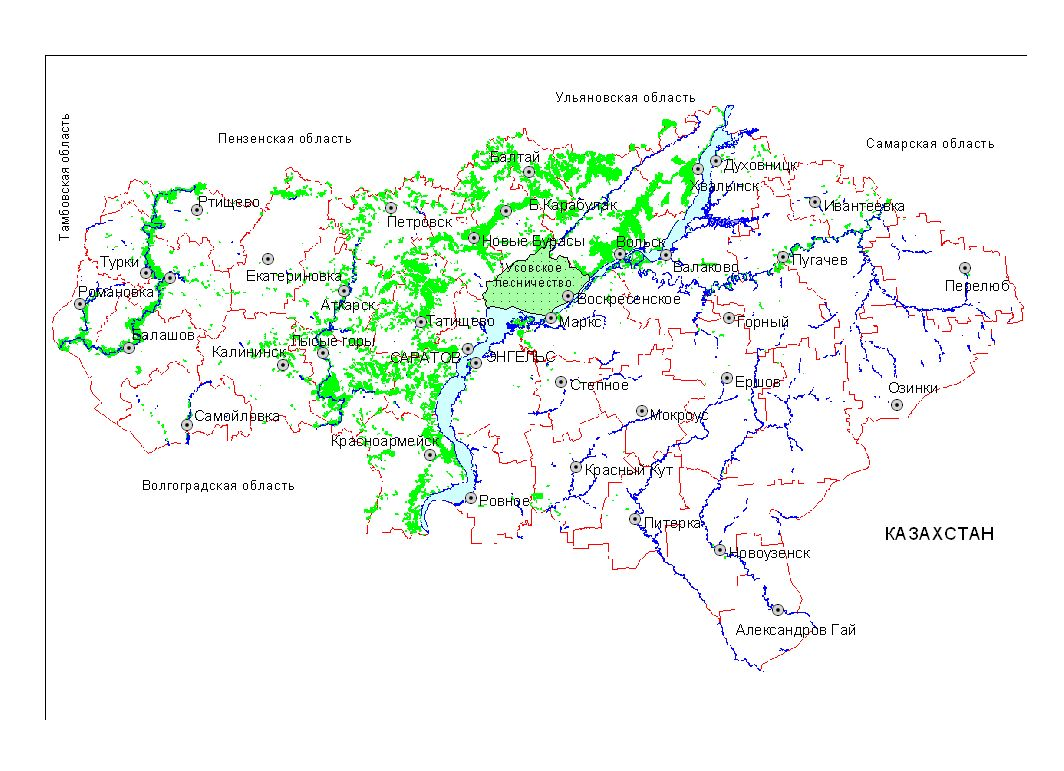 Ульяновская область
Пензенская область
Самарская область
Тамбовская область
Балтай
Духовницк
Хвалынск
Ртищево
Б.Карабулак
Ивантеевка
Петровск
Новые Бурасы
Вольск
Турки
Екатериновка
Усовское
лесничество
Балаково
Пугачев
Перелюб
Романовка
Аткарск
Воскресенское
Татищево
Маркс
Горный
Балашов
Лысые горы
Калининск
САРАТОВ
ЭНГЕЛЬС
Степное
Ершов
Озинки
Самойловка
Мокроус
Красноармейск
Красный Кут
Волгоградская область
Ровное
Питерка
КАЗАХСТАН
Новоузенск
Александров Гай